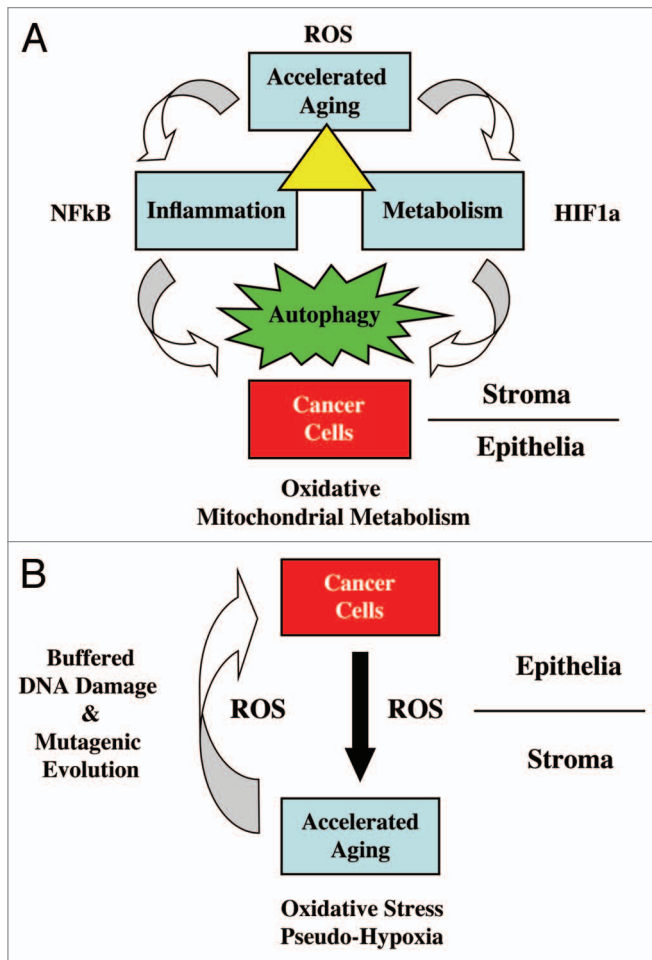 A
ROS
Accelerated
Aging
NFkB
Inflammation
Metabolism
HIF1a
Autophagy
Cancer
Cells
Stroma
Epithelia
Oxidative
Mitochondrial Metabolism
B
Cancer
Cells
Buffered
DNA Damage
&
Mutagenic
Evolution
ROS
ROS
Epithelia
Stroma
Accelerated
Aging
Oxidative Stress
Pseudo-Hypoxia